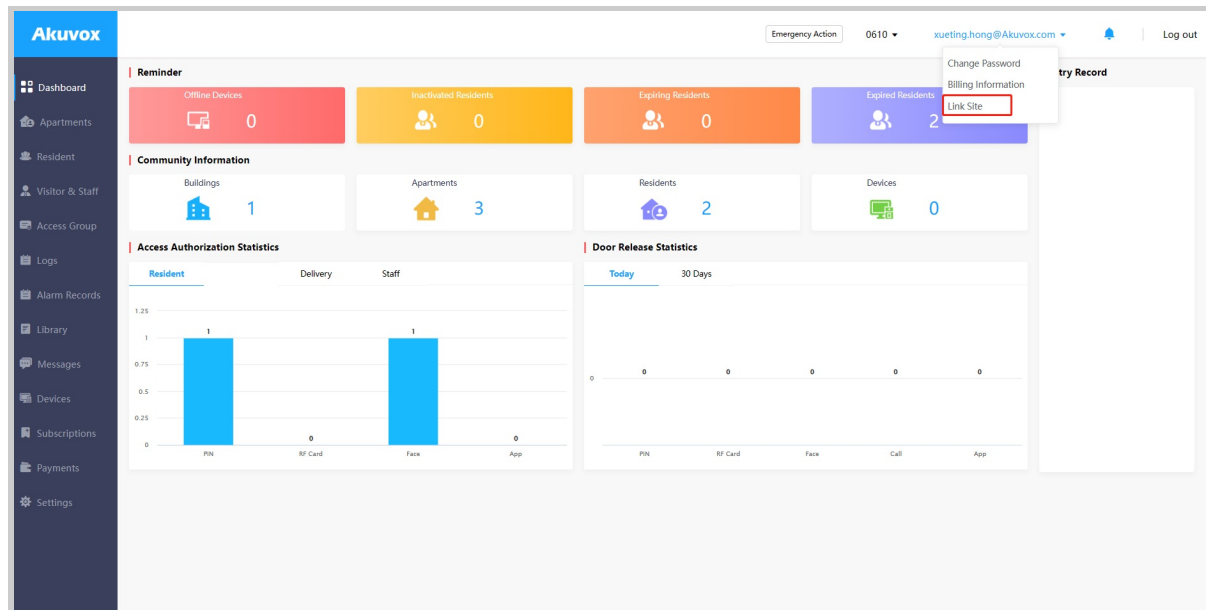 Akuvox
Emergency Action
0610
xueting.hong@Akuvox.com
Log out
Change Password
Billing Information
Link Site
Dashboard
Apartments
Resident
Visitor & Staff
Access Group
Logs
Alarm Records
Library
Messages
Devices
Subscriptions
Payments
Settings
Reminder
Offline Devices
0
Inactivated Residents
0
Expiring Residents
0
Expired Residents
2
Community Information
Buildings
1
Apartments
3
Residents
2
Devices
0
Access Authorization Statistics
Resident Delivery Staff
1.25
1
0.75
0.5
0.25
0
1 0 1 0
PIN RF Card Face App
Door Release Statistics
Today 30 Days
0
0 0 0 0 0
PIN RF Card Face Call App
try Record